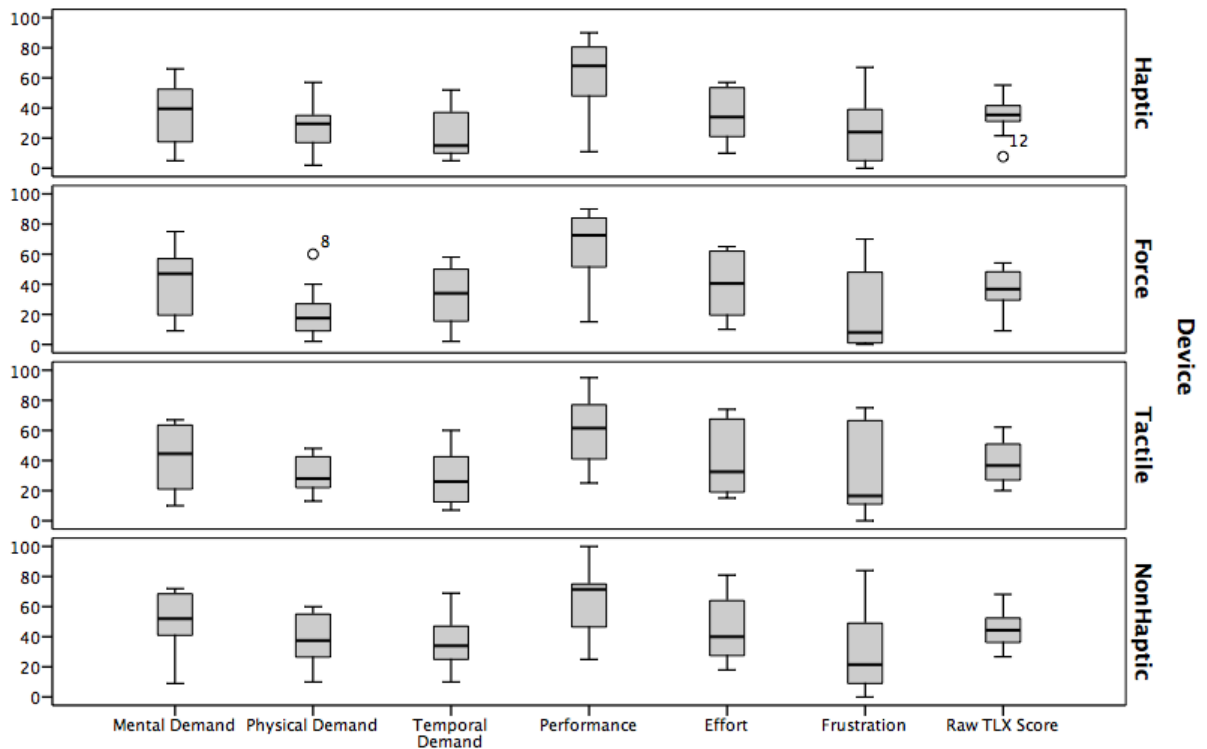 100
80
60
40
20
0
12
Haptic
100
80
60
40
20
0
8
Force
100
80
60
40
20
0
Tactile
100
80
60
40
20
0
NonHaptic
Device
Mental Demand
Physical Demand
Temporal
Demand
Performance
Effort
Frustration
Raw TLX Score